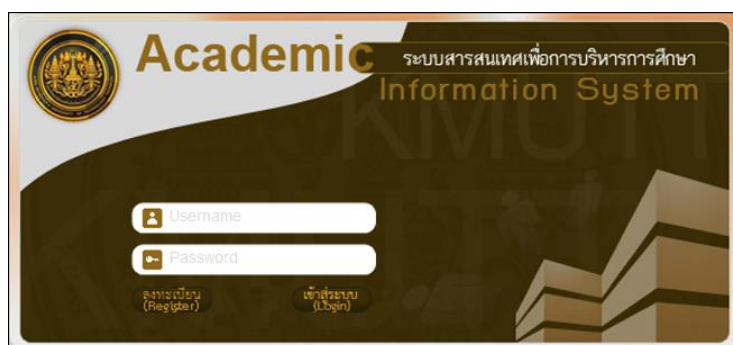 Academic
ระบบสารสนเทศเพื่อการบริหารการศึกษา
Information System
KMUTT
Username
Password
ลงทะเบียน
(Register)
เข้าสู่ระบบ
(Login)